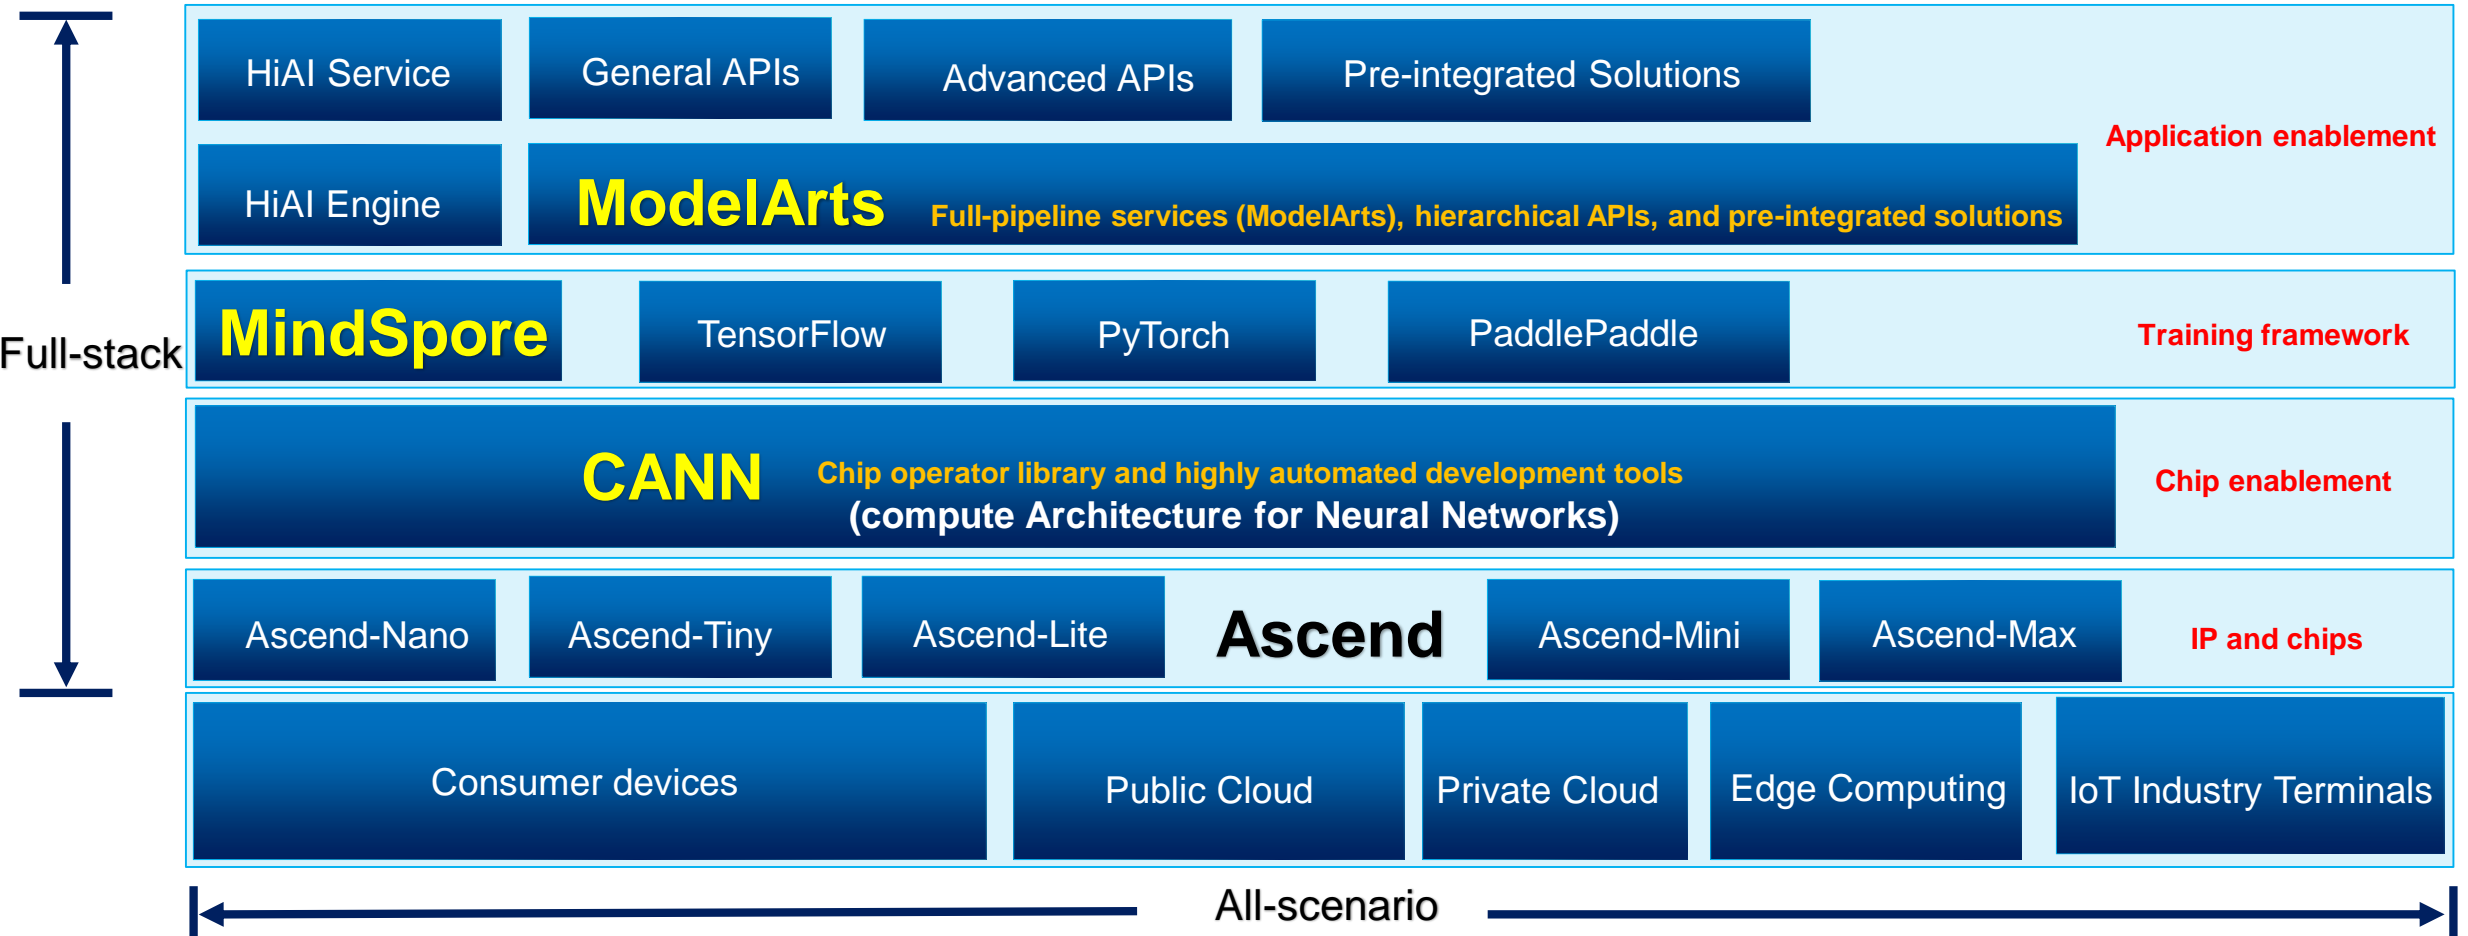 HiAI Service
General APIs
Advanced APIs
Pre-integrated Solutions
Application enablement
HiAI Engine
ModelArts Full-pipeline services (ModelArts), hierarchical APIs, and pre-integrated solutions
Full-stack
MindSpore
TensorFlow
PyTorch
PaddlePaddle
Training framework
CANN Chip operator library and highly automated development tools
(compute Architecture for Neural Networks)
Chip enablement
Ascend-Nano
Ascend-Tiny
Ascend-Lite
Ascend
Ascend-Mini
Ascend-Max
IP and chips
Consumer devices
Public Cloud
Private Cloud
Edge Computing
IoT Industry Terminals
All-scenario